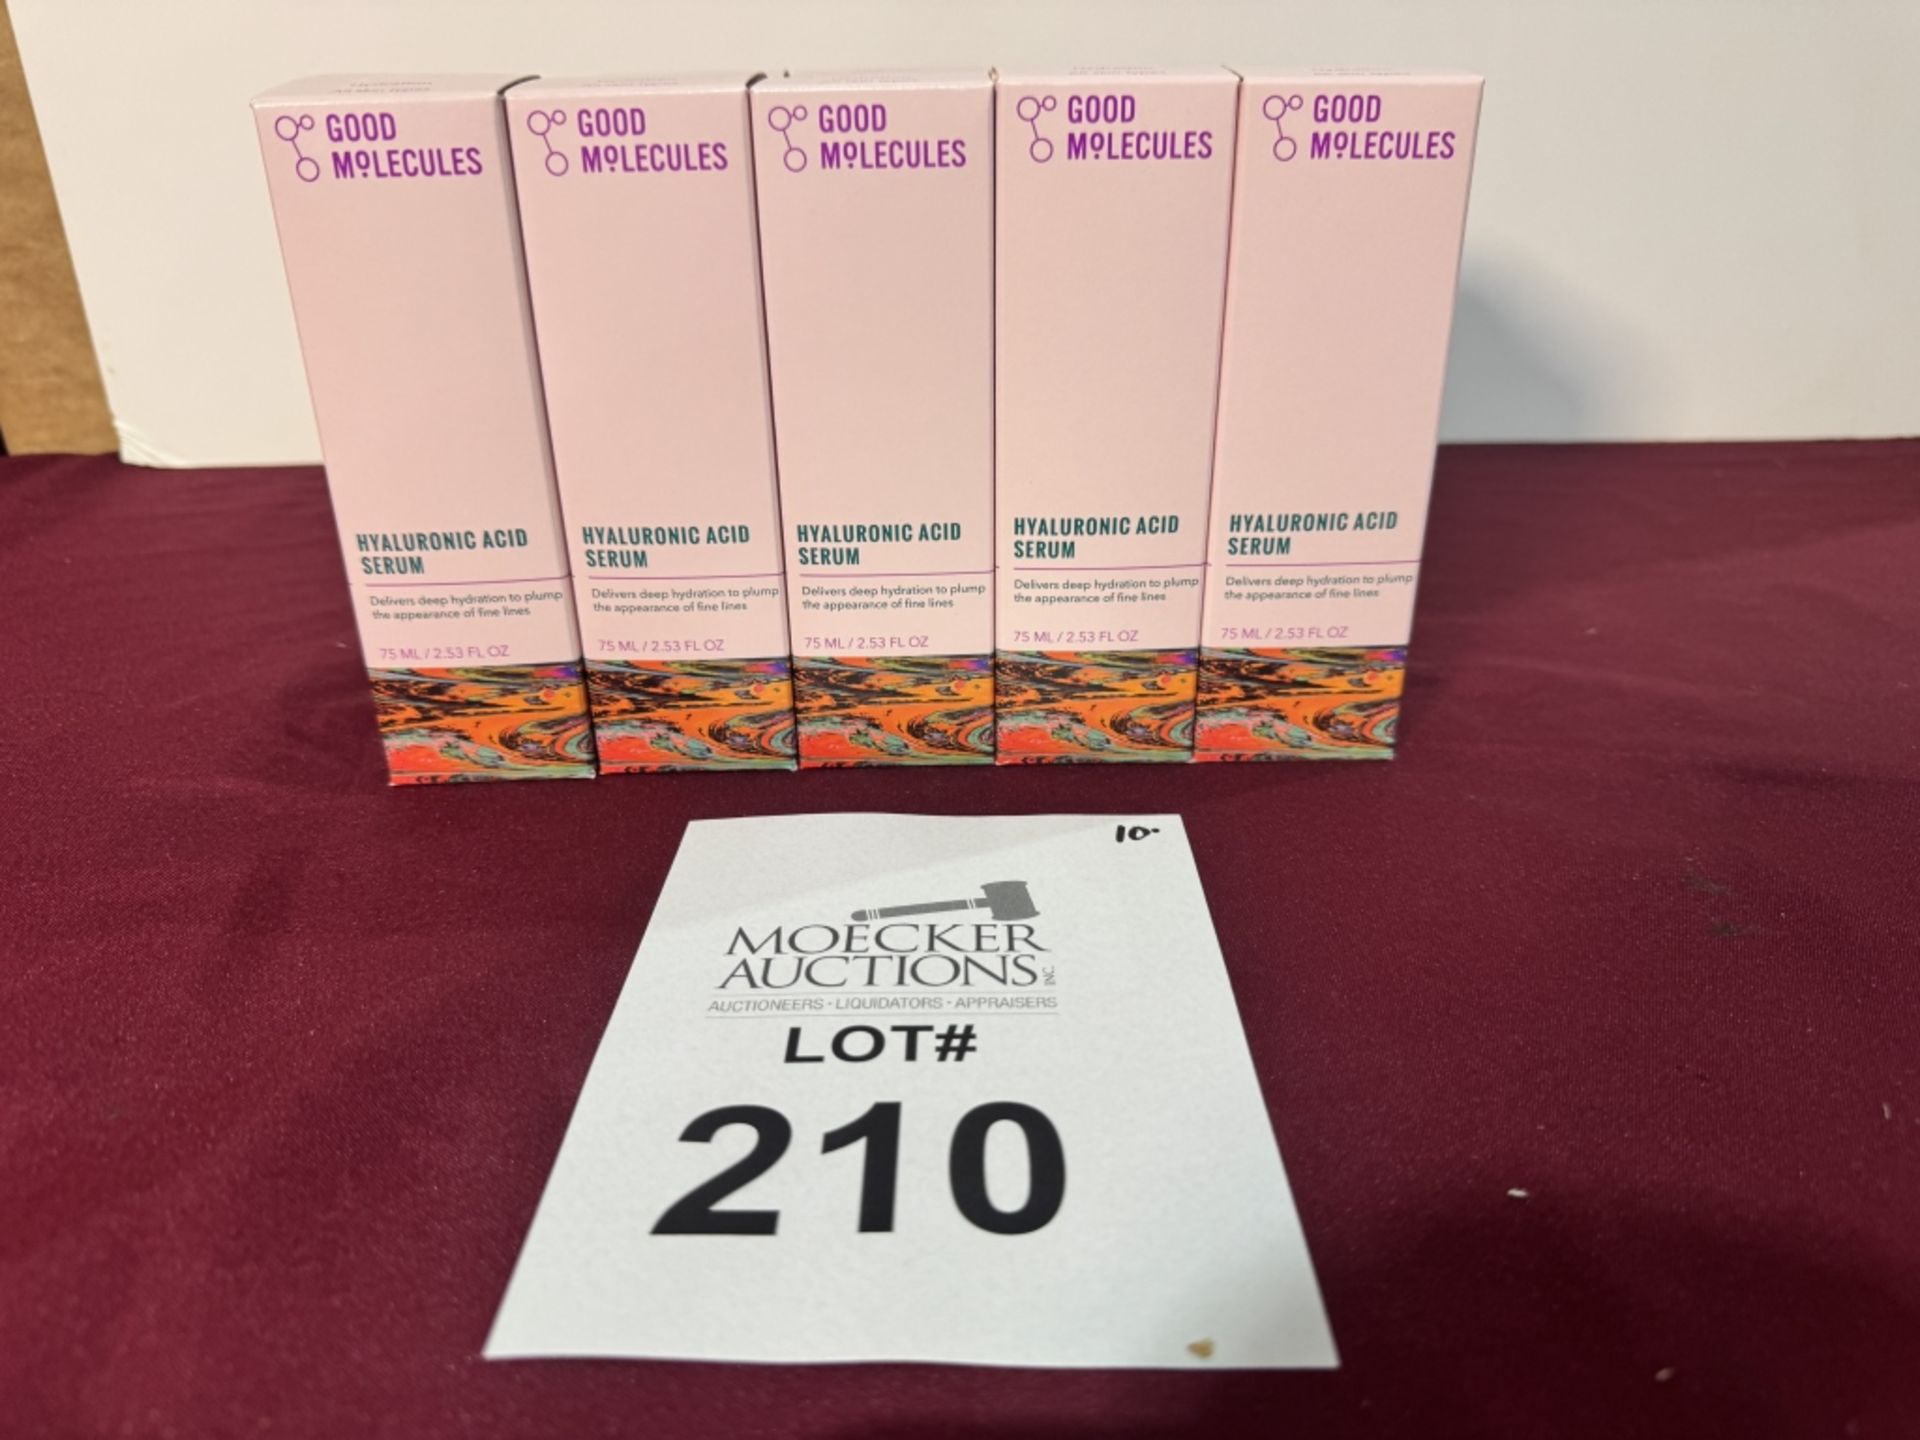 GOOD
MOLECULES
HYALURONIC ACID
SERUM
Delivers deep hydration to plump
the appearance of fine lines
75 ML / 2.53 FL OZ
GOOD
MOLECULES
HYALURONIC ACID
SERUM
Delivers deep hydration to plump
the appearance of fine lines
75 ML / 2.53 FL OZ
GOOD
MOLECULES
HYALURONIC ACID
SERUM
Delivers deep hydration to plump
the appearance of fine lines
75 ML / 2.53 FL OZ
GOOD
MOLECULES
HYALURONIC ACID
SERUM
Delivers deep hydration to plump
the appearance of fine lines
75 ML / 2.53 FL OZ
GOOD
MOLECULES
HYALURONIC ACID
SERUM
Delivers deep hydration to plump
the appearance of fine lines
75 ML / 2.53 FL OZ
10.
MOECKER
AUCTIONS INC.
AUCTIONEERS · LIQUIDATORS · APPRAISERS
LOT#
210